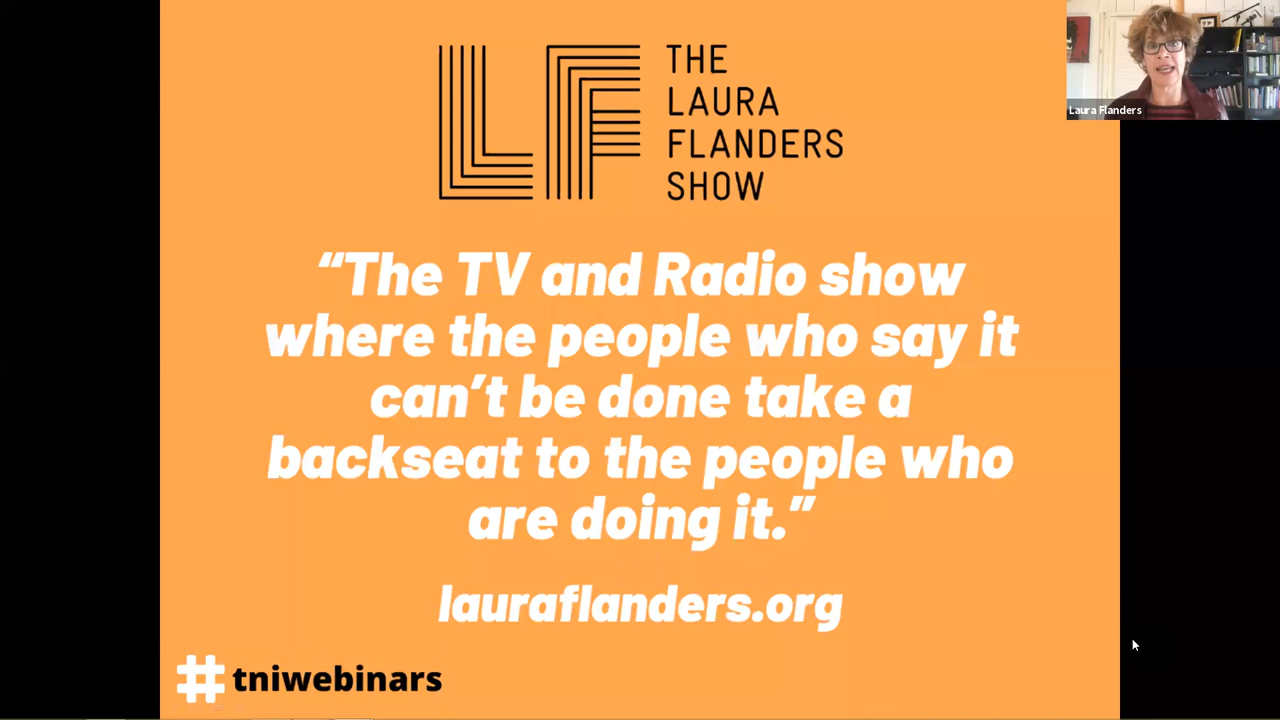 LF
THE
LAURA
FLANDERS
SHOW
Laura Flanders
“The TV and Radio show
where the people who say it
can’t be done take a
backseat to the people who
are doing it.”
lauraflanders.org
#tniwebinars